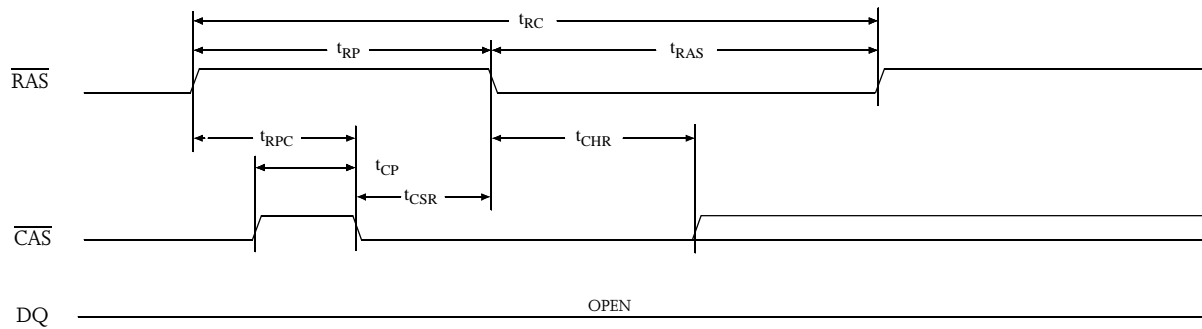 tRC
tRP
tRAS
RAS
tRPC
tCHR
tCP
tCSR
CAS
OPEN
DQ